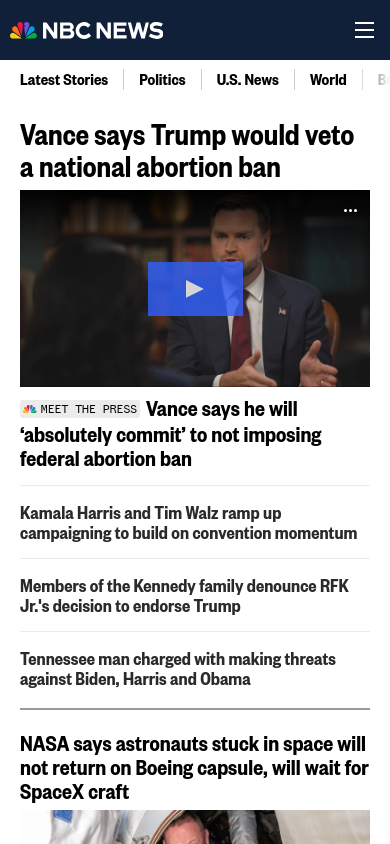 NBC NEWS
Latest Stories
Politics
U.S. News
World
Vance says Trump would veto
a national abortion ban
MEET THE PRESS Vance says he will
‘absolutely commit’ to not imposing
federal abortion ban
Kamala Harris and Tim Walz ramp up
campaigning to build on convention momentum
Members of the Kennedy family denounce RFK
Jr.'s decision to endorse Trump
Tennessee man charged with making threats
against Biden, Harris and Obama
NASA says astronauts stuck in space will
not return on Boeing capsule, will wait for
SpaceX craft